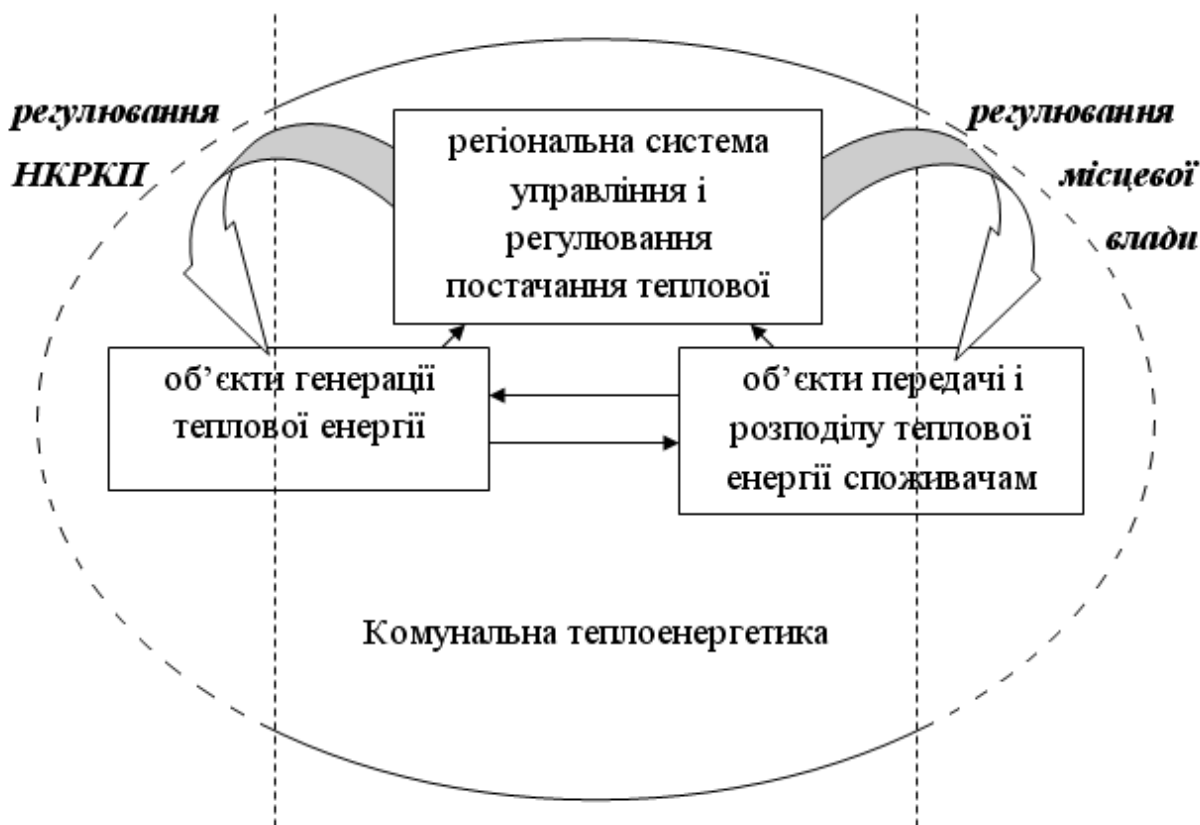 регулювання
НКРКП
регіональна система
управління і
регулювання
постачання теплової
регулювання
місцевої
влади
об’єкти генерації
теплової енергії
об’єкти передачі і
розподілу теплової
енергії споживачам
Комунальна теплоенергетика